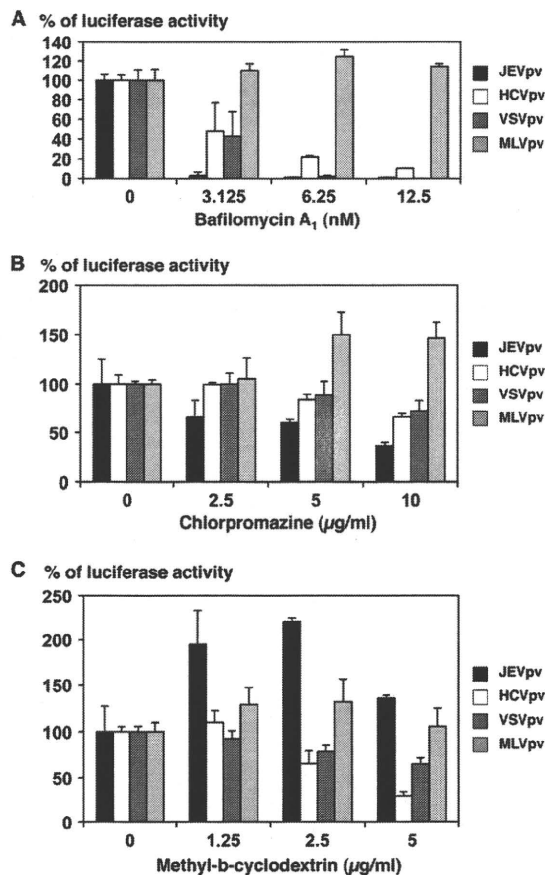 A % of luciferase activity
140
120
100
80
60
40
20
0
0 3.125 6.25 12.5
Bafilomycin A1 (nM)
JEVpv
HCVpv
VSVpv
MLVpv
B % of luciferase activity
200
150
100
50
0
0 2.5 5 10
Chlorpromazine (µg/ml)
JEVpv
HCVpv
VSVpv
MLVpv
C % of luciferase activity
250
200
150
100
50
0
0 1.25 2.5 5
Methyl-b-cyclodextrin (µg/ml)
JEVpv
HCVpv
VSVpv
MLVpv